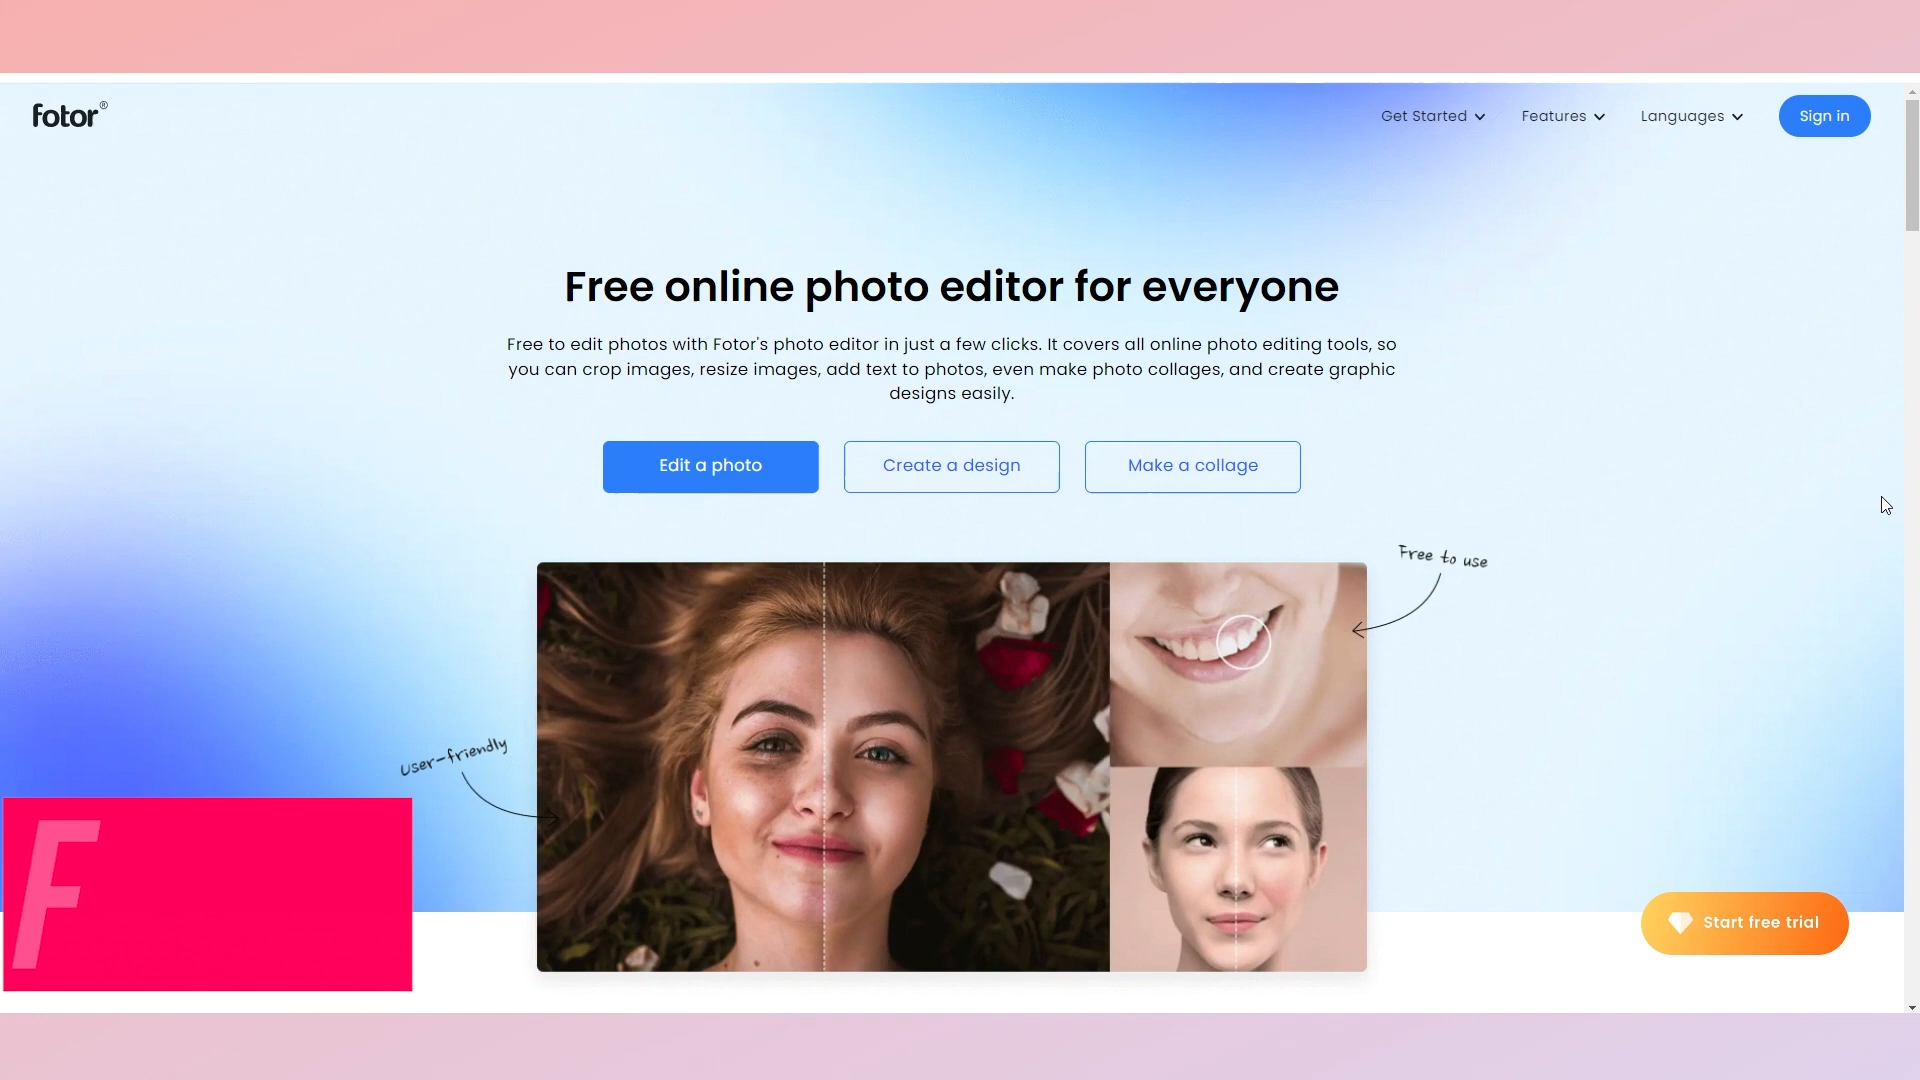 fotor®
Get Started
Features
Languages
Sign in
Free online photo editor for everyone
Free to edit photos with Fotor's photo editor in just a few clicks. It covers all online photo editing tools, so
you can crop images, resize images, add text to photos, even make photo collages, and create graphic
designs easily.
Edit a photo
Create a design
Make a collage
Free to use
user-friendly
F
Start free trial